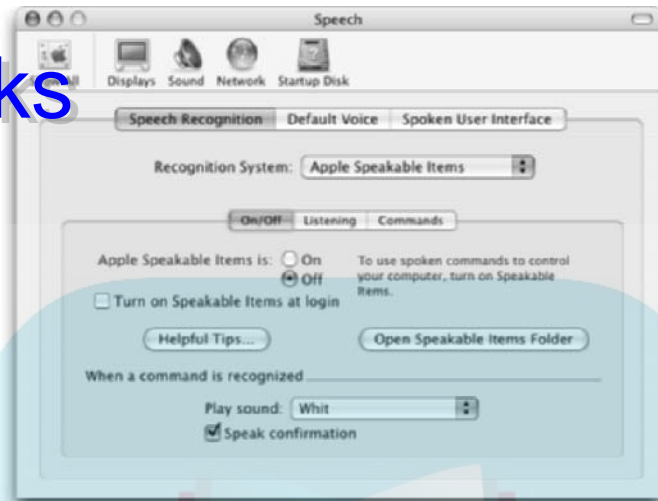 Speech
ks
Displays Sound Network Startup Disk
Speech Recognition Default Voice Spoken User Interface
Recognition System: Apple Speakable Items
On/Off Listening Commands
Apple Speakable Items is: On
Off
To use spoken commands to control
your computer, turn on Speakable
Items.
Turn on Speakable Items at login
Helpful Tips... Open Speakable Items Folder
When a command is recognized
Play sound: Whit
Speak confirmation